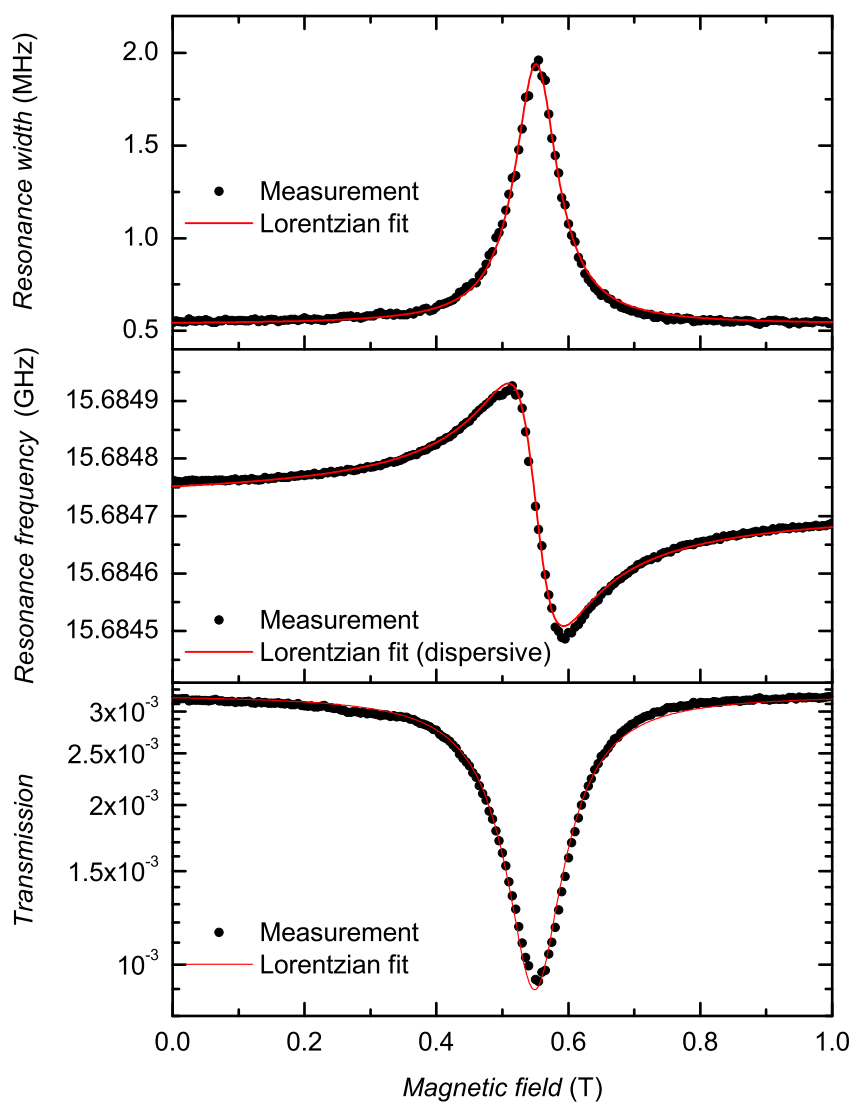 Resonance width (MHz)
2.0
1.5
1.0
0.5
Measurement
Lorentzian fit
Resonance frequency (GHz)
15.6849
15.6848
15.6847
15.6846
15.6845
Measurement
Lorentzian fit (dispersive)
Transmission
3x10⁻³
2.5x10⁻³
2x10⁻³
1.5x10⁻³
10⁻³
Measurement
Lorentzian fit
0.0 0.2 0.4 0.6 0.8 1.0
Magnetic field (T)